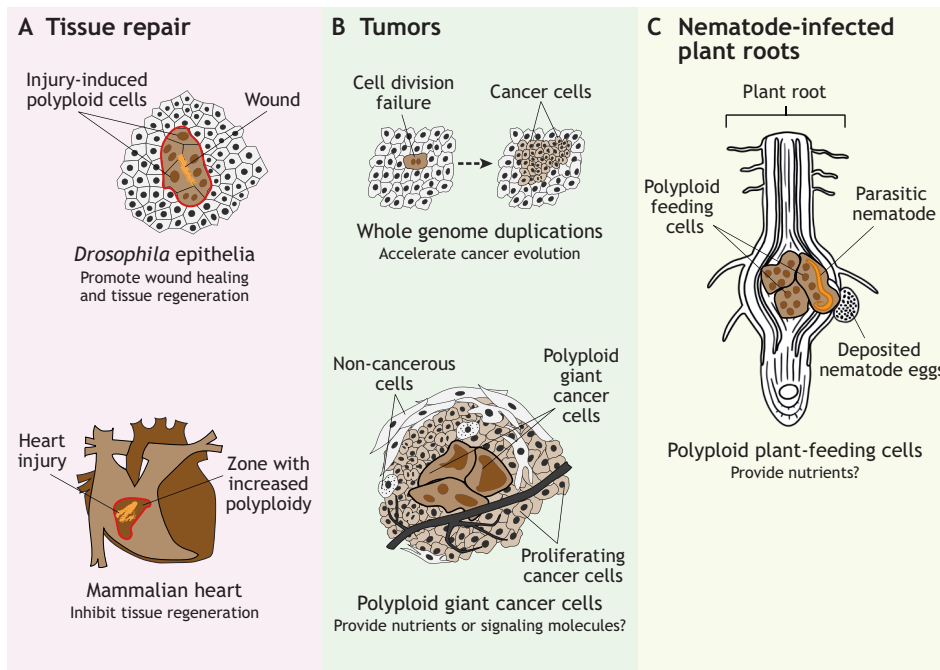 A Tissue repair
Injury-induced
polyploid cells
Wound
Drosophila epithelia
Promote wound healing
and tissue regeneration
Heart
injury
Zone with
increased
polyploidy
Mammalian heart
Inhibit tissue regeneration
B Tumors
Cell division
failure
Cancer cells
Whole genome duplications
Accelerate cancer evolution
Non-cancerous
cells
Polyploid
giant
cancer
cells
Proliferating
cancer cells
Polyploid giant cancer cells
Provide nutrients or signaling molecules?
C Nematode-infected
plant roots
Plant root
Polyploid
feeding
cells
Parasitic
nematode
Deposited
nematode eggs
Polyploid plant-feeding cells
Provide nutrients?